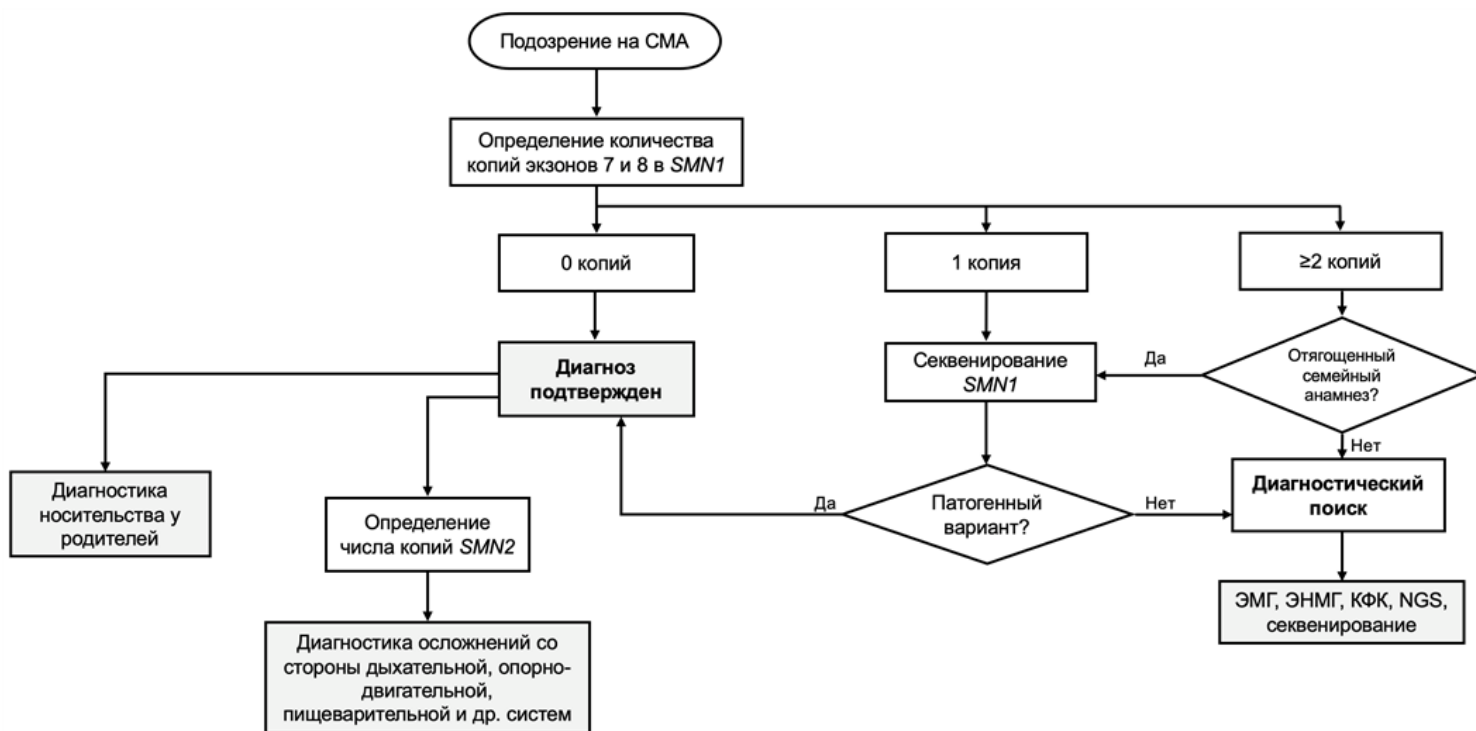 Подозрение на СМА
Определение количества
копий экзонов 7 и 8 в SMN1
0 копий
1 копия
≥2 копий
Диагноз
подтвержден
Секвенирование
SMN1
Да
Отягощенный
семейный
анамнез?
Нет
Диагностика
носительства у
родителей
Определение
числа копий SMN2
Да
Патогенный
вариант?
Нет
Диагностический
поиск
ЭМГ, ЭНМГ, КФК, NGS,
секвенирование
Диагностика осложнений со
стороны дыхательной, опорно-
двигательной,
пищеварительной и др. систем